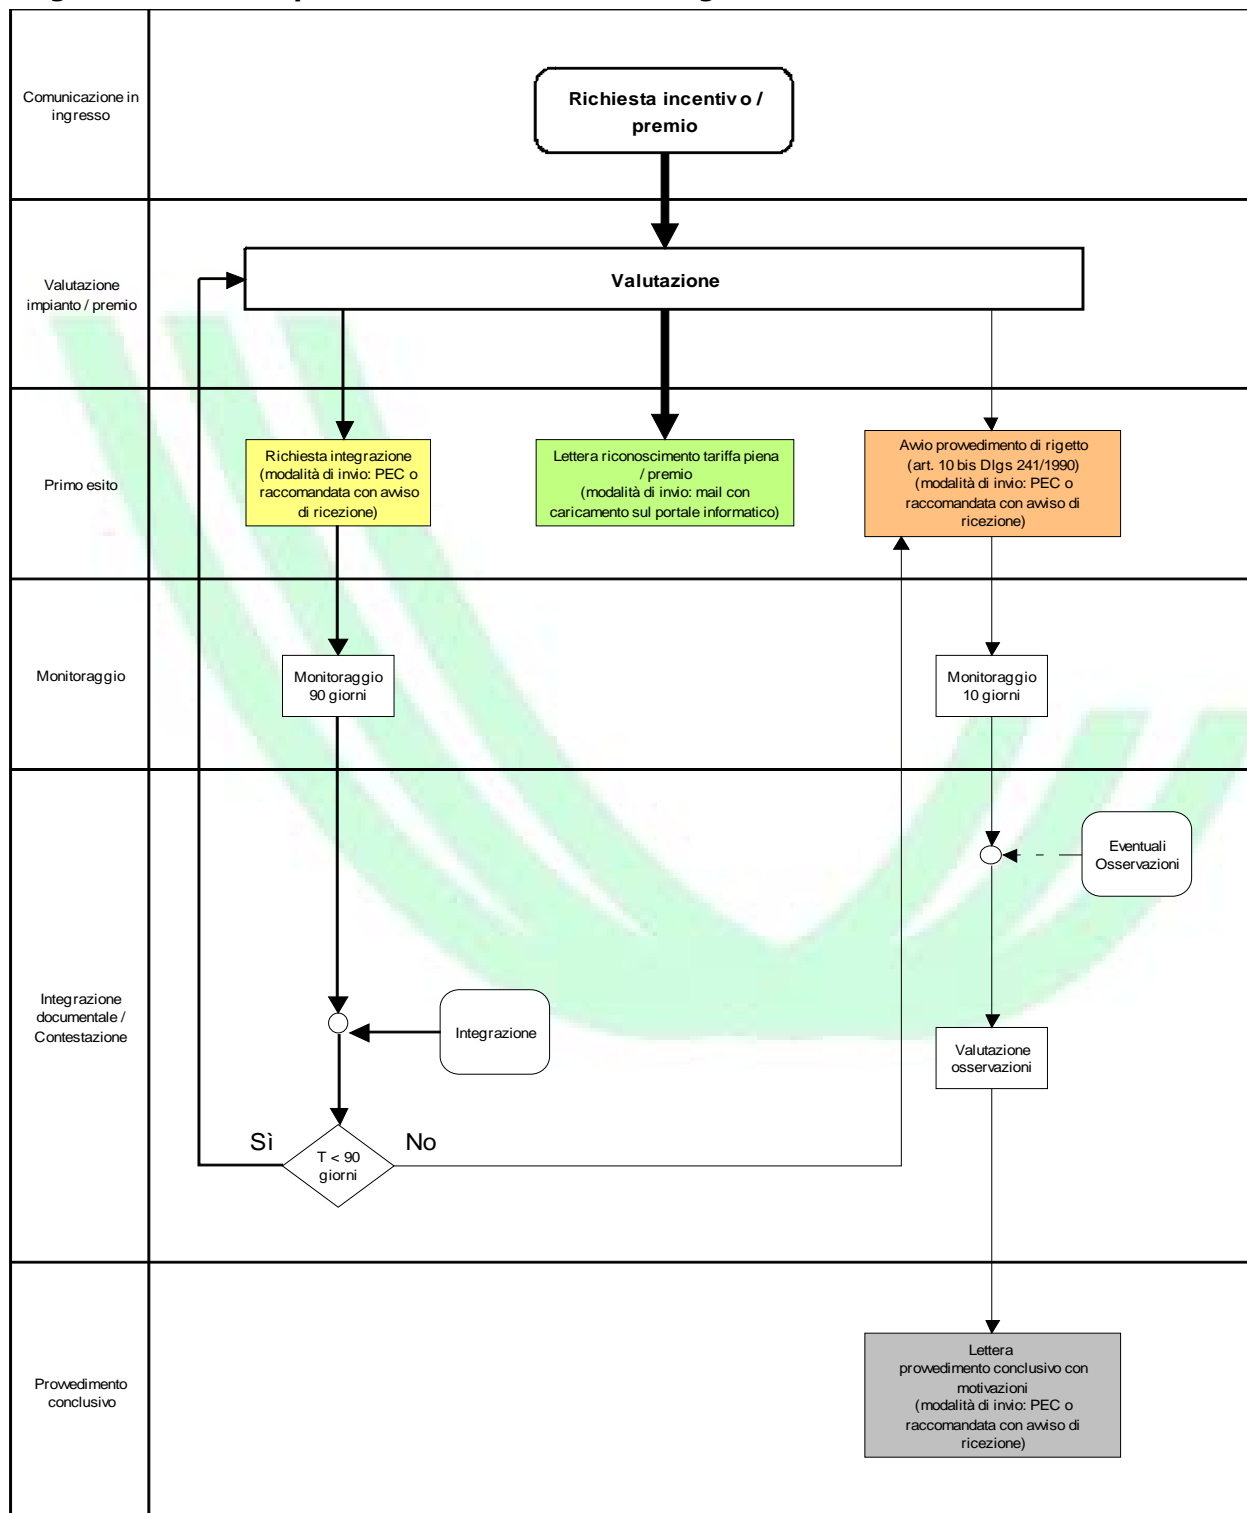 Comunicazione in
ingresso
Richiesta incentivo /
premio
Valutazione
impianto / premio
Valutazione
Primo esito
Richiesta integrazione
(modalità di invio: PEC o
raccomandata con avviso
di ricezione)
Lettera riconoscimento tariffa piena
/ premio
(modalità di invio: mail con
caricamento sul portale informatico)
Avvio provvedimento di rigetto
(art. 10 bis Dlgs 241/1990)
(modalità di invio: PEC o
raccomandata con avviso di
ricezione)
Monitoraggio
Monitoraggio
90 giorni
Monitoraggio
10 giorni
Integrazione
documentale /
Contestazione
Eventuali
Osservazioni
Integrazione
Valutazione
osservazioni
Sì
T < 90
giorni
No
Provvedimento
conclusivo
Lettera
provvedimento conclusivo con
motivazioni
(modalità di invio: PEC o
raccomandata con avviso di
ricezione)